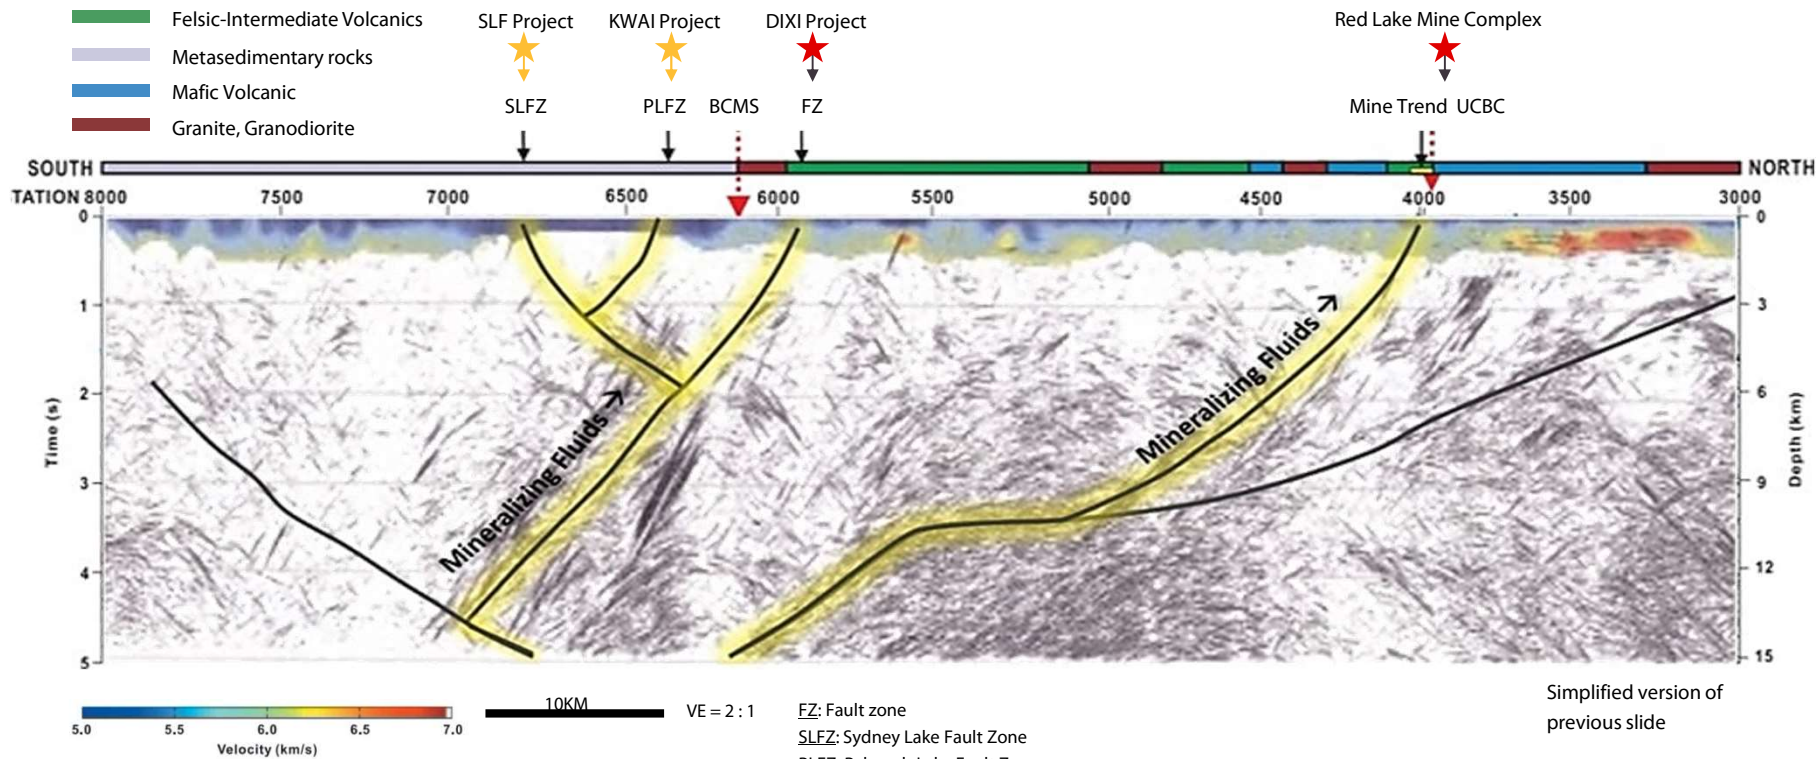 Felsic-Intermediate Volcanics
Metasedimentary rocks
Mafic Volcanic
Granite, Granodiorite
SLF Project
KWAI Project
DIXI Project
Red Lake Mine Complex
SLFZ
PLFZ
BCMS
FZ
Mine Trend UCBC
SOUTH
NORTH
TATION 8000 7500 7000 6500 6000 5500 5000 4500 4000 3500 3000
0
1
2
3
4
5
Time (s)
0
3
6
9
12
15
Depth (km)
Mineralizing Fluids
Mineralizing Fluids
5.0 5.5 6.0 6.5 7.0
Velocity (km/s)
10KM
VE = 2 : 1
FZ: Fault zone
SLFZ: Sydney Lake Fault Zone
Simplified version of
previous slide